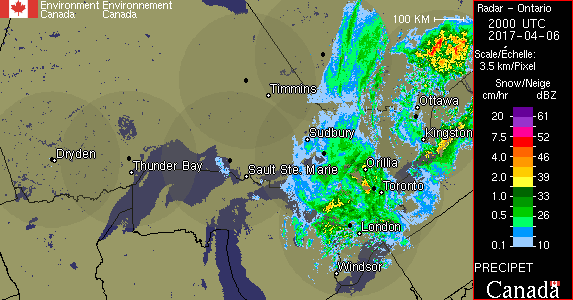 Environment Environnement
Canada Canada
100 KM
Timmins
Ottawa
Sudbury
Kingston
Dryden
Thunder Bay
Sault Ste. Marie
Orillia
Toronto
London
Windsor
Radar - Ontario
2000 UTC
2017-04-06
Scale/Échelle:
3.5 km/Pixel
Snow/Neige
cm/hr dBZ
20 61
7.5 52
4.0 46
2.0 39
1.0 33
0.5 26
0.1 10
PRECIPET
Canada